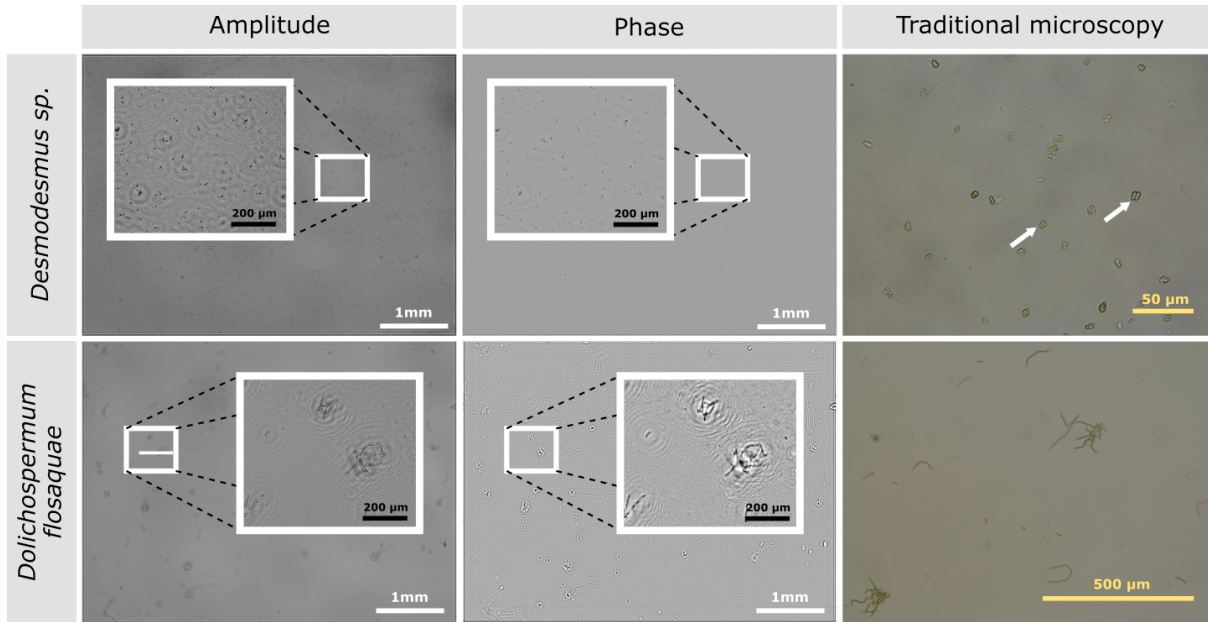 Amplitude
Phase
Traditional microscopy
Desmodesmus sp.
200 µm
1mm
200 µm
1mm
50 µm
Dolichospermum
flosaquae
200 µm
1mm
200 µm
1mm
500 µm